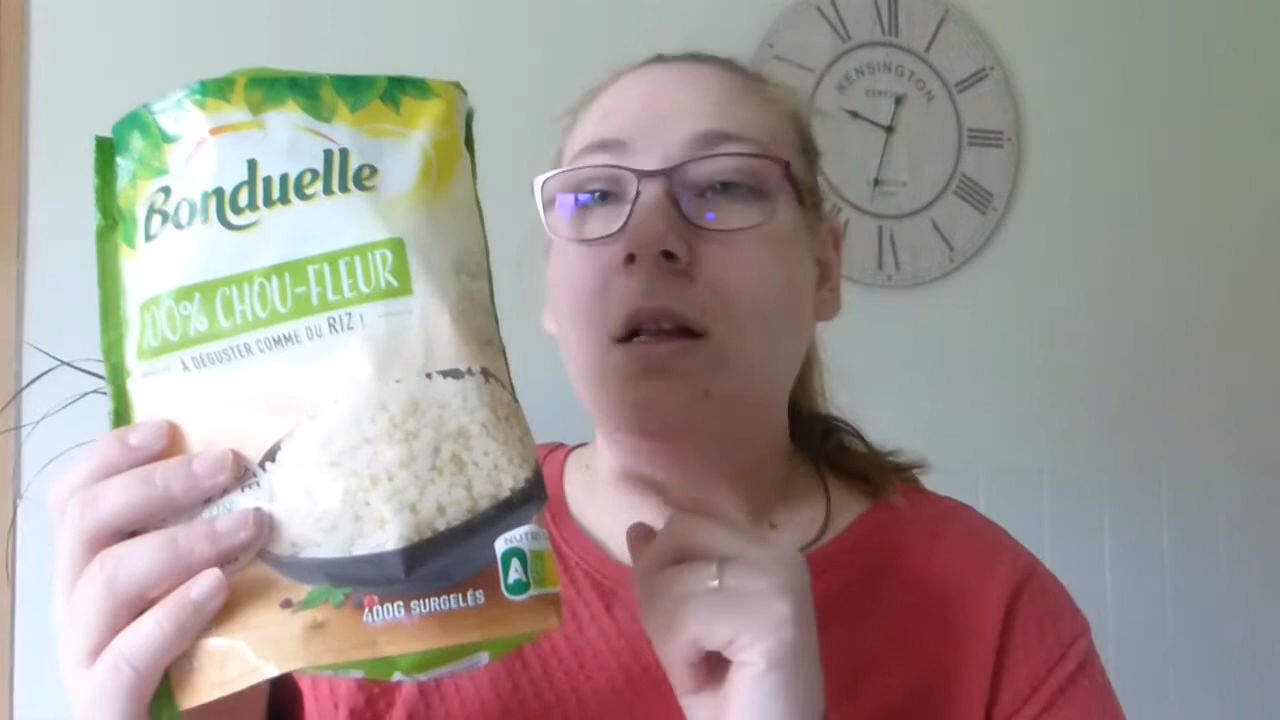 Bonduelle
100% CHOU-FLEUR
À DÉGUSTER COMME DU RIZ !
NUTRI
A
400G SURGELÉS
KENSINGTON